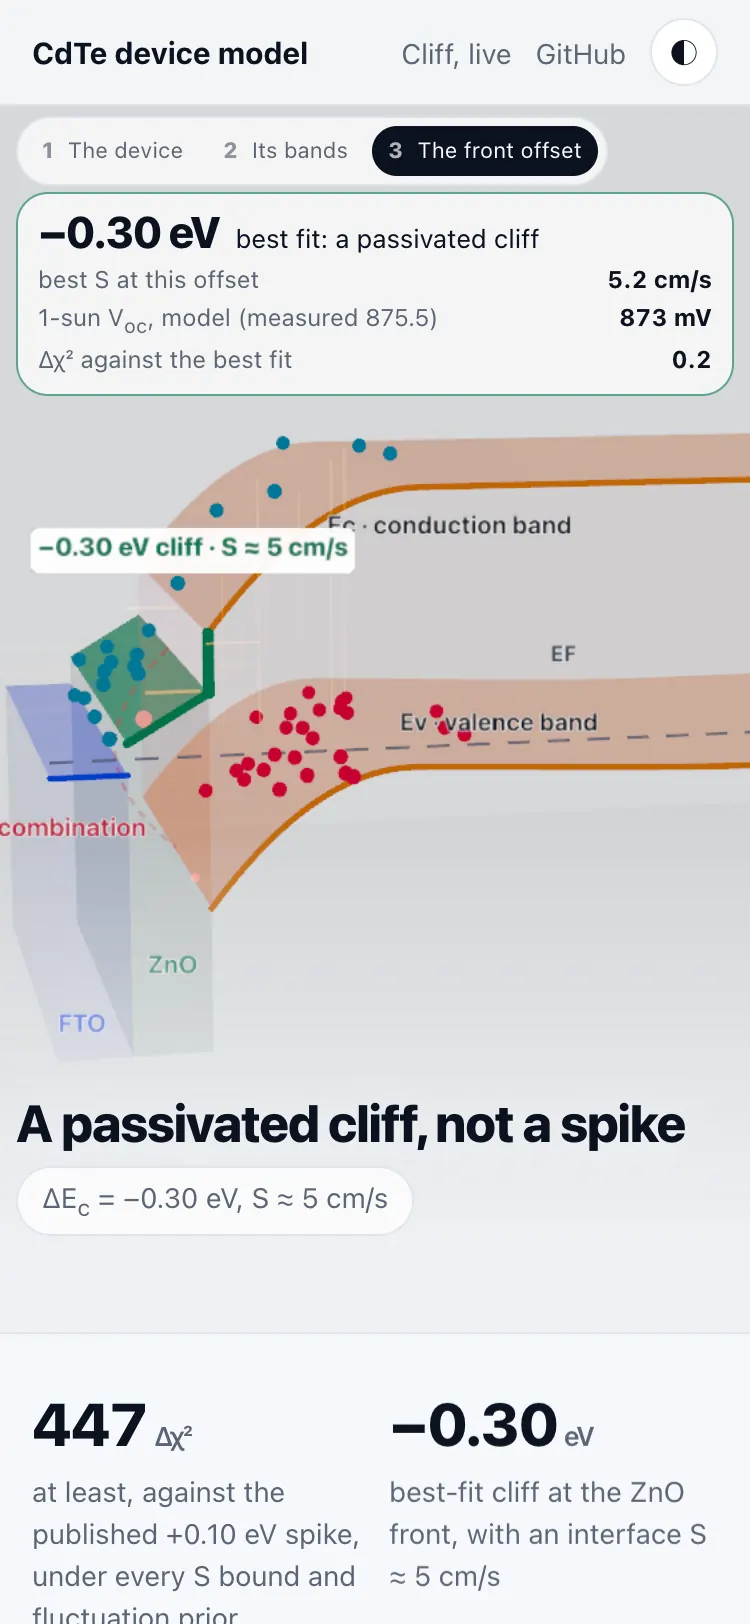 CdTe device model
Cliff, live
GitHub
1 The device
2 Its bands
3 The front offset
−0.30 eV best fit: a passivated cliff
best S at this offset 5.2 cm/s
1-sun Voc, model (measured 875.5) 873 mV
Δχ² against the best fit 0.2
Ec · conduction band
−0.30 eV cliff · S ≈ 5 cm/s
EF
Ev · valence band
combination
ZnO
FTO
A passivated cliff, not a spike
ΔEc = −0.30 eV, S ≈ 5 cm/s
447 Δχ²
at least, against the
published +0.10 eV spike,
under every S bound and
fluctuation prior
−0.30 eV
best-fit cliff at the ZnO
front, with an interface S
≈ 5 cm/s